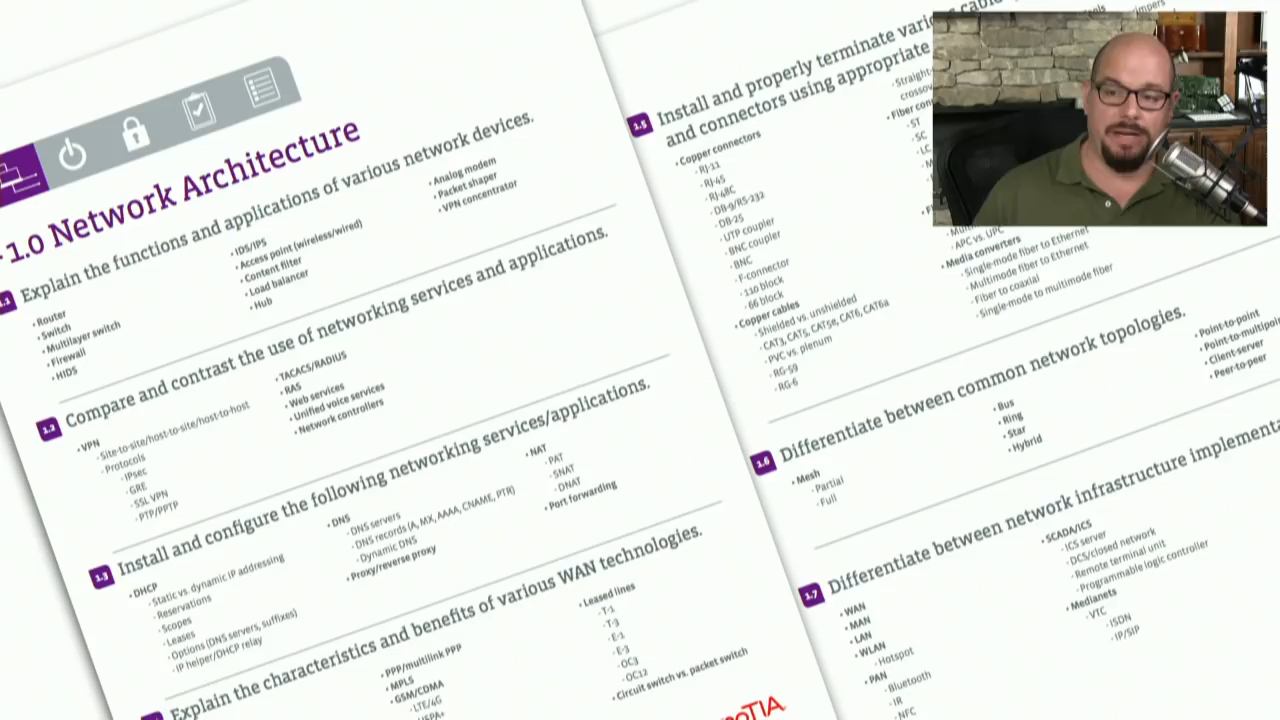 1.0 Network Architecture
1.1 Explain the functions and applications of various network devices.
• Router
• Switch
• Multilayer switch
• Firewall
• HIDS
• IDS/IPS
• Access point (wireless/wired)
• Content filter
• Load balancer
• Hub
• Analog modem
• Packet shaper
• VPN concentrator
1.2 Compare and contrast the use of networking services and applications.
• VPN
- Site-to-site/host-to-site/host-to-host
- Protocols
- IPsec
- GRE
- SSL VPN
- PTP/PPTP
• TACACS/RADIUS
• RAS
• Web services
• Unified voice services
• Network controllers
1.3 Install and configure the following networking services/applications.
• DHCP
- Static vs. dynamic IP addressing
- Reservations
- Scopes
- Leases
- Options (DNS servers, suffixes)
- IP helper/DHCP relay
• DNS
- DNS servers
- DNS records (A, MX, AAAA, CNAME, PTR)
- Dynamic DNS
• Proxy/reverse proxy
• NAT
- PAT
- SNAT
- DNAT
• Port forwarding
Explain the characteristics and benefits of various WAN technologies.
• PPP/multilink PPP
• MPLS
• GSM/CDMA
- LTE/4G
• Leased lines
- T-1
- T-3
- E-1
- E-3
- OC3
- OC12
• Circuit switch vs. packet switch
1.5 Install and properly terminate various
and connectors using appropriate
• Copper connectors
- RJ-11
- RJ-45
- RJ-48C
- DB-9/RS-232
- DB-25
- UTP coupler
- BNC coupler
- BNC
- F-connector
- 110 block
- 66 block
• Copper cables
- Shielded vs. unshielded
- CAT3, CAT5, CAT5e, CAT6, CAT6a
- PVC vs. plenum
- RG-59
- RG-6
- ST
- SC
- LC
- APC vs. UPC
• Media converters
- Single-mode fiber to Ethernet
- Multimode fiber to Ethernet
- Fiber to coaxial
- Single-mode to multimode fiber
1.6 Differentiate between common network topologies.
• Mesh
- Partial
- Full
• Bus
• Ring
• Star
• Hybrid
• Point-to-point
• Client-server
• Peer-to-peer
1.7 Differentiate between network infrastructure
• WAN
• MAN
• LAN
• WLAN
- Hotspot
• PAN
- Bluetooth
- IR
- NFC
• SCADA/ICS
- ICS server
- DCS/closed network
- Remote terminal unit
- Programmable logic controller
• Medianets
- VTC
- ISDN
- IP/SIP